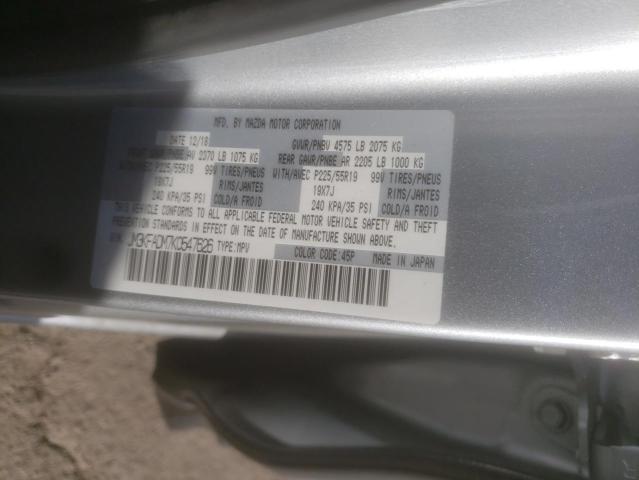 MFD. BY MAZDA MOTOR CORPORATION
DATE 12/18 GVWR/PNBV 4575 LB 2075 KG
AV 2370 LB 1075 KG REAR GAWR/PNBE AR 2205 LB 1000 KG
P225/55R19 99V TIRES/PNEUS WITH/AVEC P225/55R19 99V TIRES/PNEUS
19X7J RIMS/JANTES 19X7J RIMS/JANTES
240 KPA/35 PSI COLD/A FROID 240 KPA/35 PSI COLD/A FROID
THIS VEHICLE CONFORMS TO ALL APPLICABLE FEDERAL MOTOR VEHICLE SAFETY AND THEFT
PREVENTION STANDARDS IN EFFECT ON THE DATE OF MANUFACTURE SHOWN ABOVE.
JM3KFADM7K0547626 TYPE:MPV COLOR CODE:45P MADE IN JAPAN